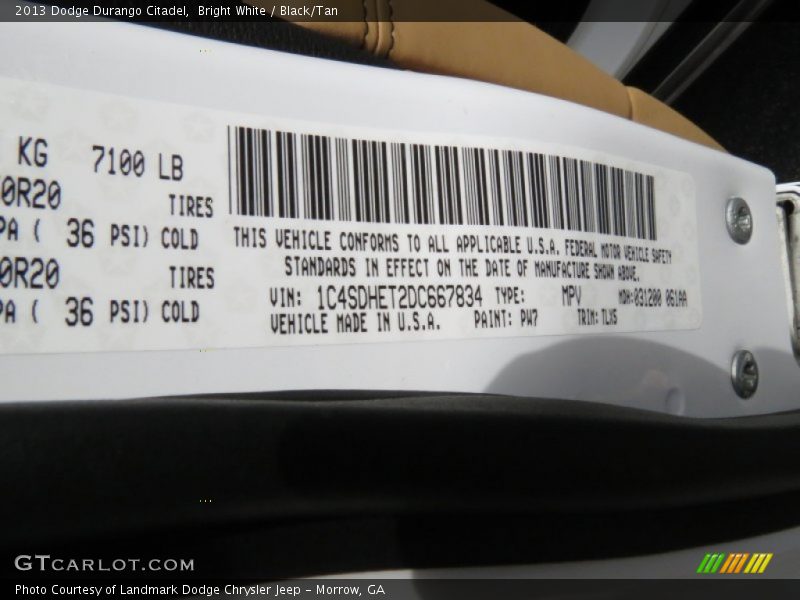 2013 Dodge Durango Citadel, Bright White / Black/Tan
KG 7100 LB
0R20 TIRES
PA ( 36 PSI) COLD
0R20 TIRES
PA ( 36 PSI) COLD
THIS VEHICLE CONFORMS TO ALL APPLICABLE U.S.A. FEDERAL MOTOR VEHICLE SAFETY
STANDARDS IN EFFECT ON THE DATE OF MANUFACTURE SHOWN ABOVE.
VIN: 1C4SDHET2DC667834 TYPE: MPV MDH:031200 061AA
VEHICLE MADE IN U.S.A. PAINT: PW7 TRIM: TLX5
GTCARLOT.COM
Photo Courtesy of Landmark Dodge Chrysler Jeep - Morrow, GA